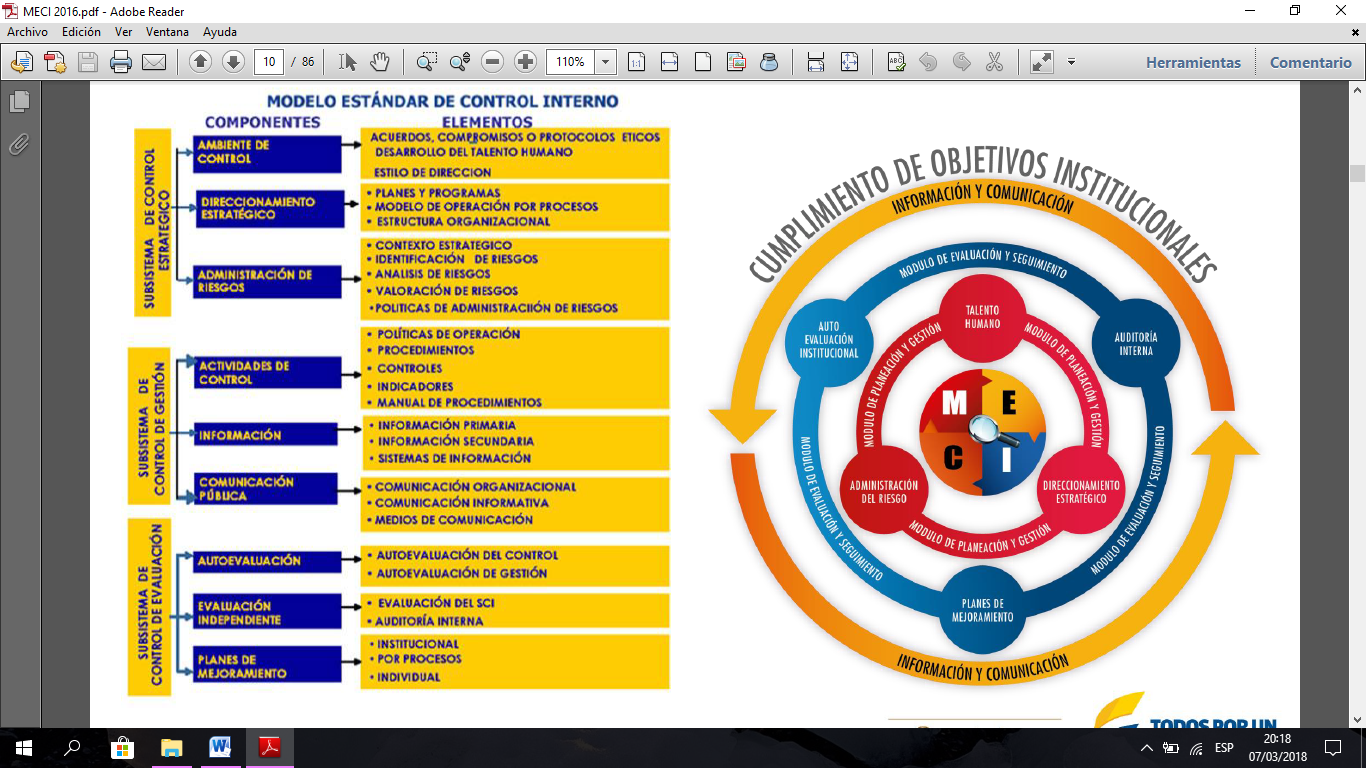 MECI 2016.pdf - Adobe Reader
Archivo Edición Ver Ventana Ayuda
10 / 86
110%
Herramientas
Comentario
MODELO ESTÁNDAR DE CONTROL INTERNO
COMPONENTES
ELEMENTOS
SUBSISTEMA DE CONTROL
ESTRATEGICO
AMBIENTE DE
CONTROL
ACUERDOS, COMPROMISOS O PROTOCOLOS ETICOS
DESARROLLO DEL TALENTO HUMANO
ESTILO DE DIRECCION
DIRECCIONAMIENTO
ESTRATÉGICO
• PLANES Y PROGRAMAS
• MODELO DE OPERACIÓN POR PROCESOS
• ESTRUCTURA ORGANIZACIONAL
ADMINISTRACIÓN DE
RIESGOS
• CONTEXTO ESTRATEGICO
• IDENTIFICACIÓN DE RIESGOS
• ANALISIS DE RIESGOS
• VALORACIÓN DE RIESGOS
• POLITICAS DE ADMINISTRACIIÓN DE RIESGOS
SUBSISTEMA DE
CONTROL DE GESTIÓN
ACTIVIDADES DE
CONTROL
• POLÍTICAS DE OPERACIÓN
• PROCEDIMIENTOS
• CONTROLES
• INDICADORES
• MANUAL DE PROCEDIMIENTOS
INFORMACIÓN
• INFORMACIÓN PRIMARIA
• INFORMACIÓN SECUNDARIA
• SISTEMAS DE INFORMACIÓN
COMUNICACIÓN
PÚBLICA
• COMUNICACIÓN ORGANIZACIONAL
• COMUNICACIÓN INFORMATIVA
• MEDIOS DE COMUNICACIÓN
SUBSISTEMA DE
CONTROL DE EVALUACIÓN
AUTOEVALUACIÓN
• AUTOEVALUACIÓN DEL CONTROL
• AUTOEVALUACIÓN DE GESTIÓN
EVALUACIÓN
INDEPENDIENTE
• EVALUACIÓN DEL SCI
• AUDITORÍA INTERNA
PLANES DE
MEJORAMIENTO
• INSTITUCIONAL
• POR PROCESOS
• INDIVIDUAL
CUMPLIMIENTO DE OBJETIVOS INSTITUCIONALES
INFORMACIÓN Y COMUNICACIÓN
MODULO DE EVALUACIÓN Y SEGUIMIENTO
AUTO
EVALUACIÓN
INSTITUCIONAL
TALENTO
HUMANO
AUDITORÍA
INTERNA
MODULO DE PLANEACIÓN Y GESTIÓN
MODULO DE PLANEACIÓN Y GESTIÓN
M E
C I
ADMINISTRACIÓN
DEL RIESGO
DIRECCIONAMIENTO
ESTRATÉGICO
MODULO DE PLANEACIÓN Y GESTIÓN
MODULO DE EVALUACIÓN Y SEGUIMIENTO
MODULO DE EVALUACIÓN Y SEGUIMIENTO
PLANES DE
MEJORAMIENTO
INFORMACIÓN Y COMUNICACIÓN
TODOS POR UN
ESP
20:18
07/03/2018